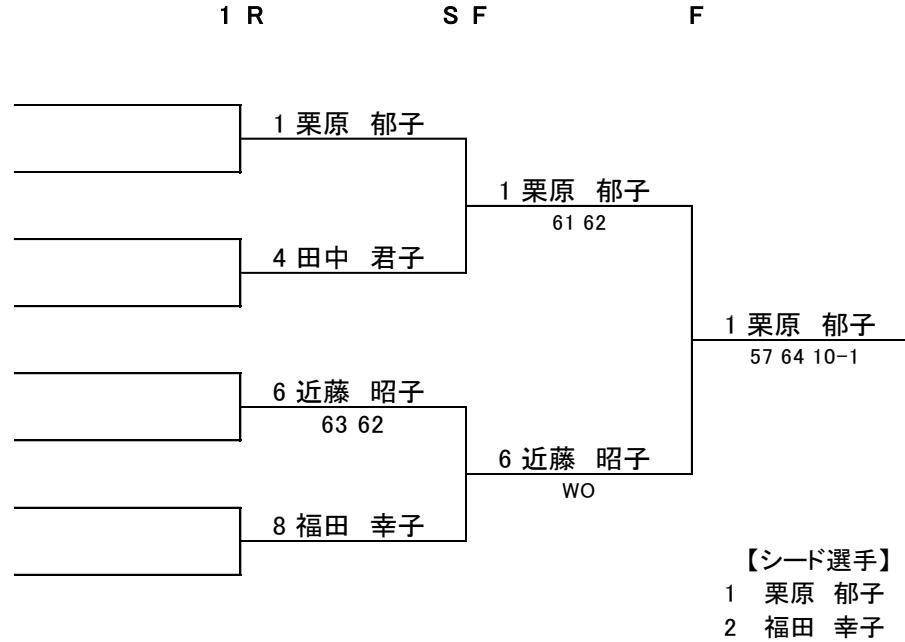 1 R　S F　F
1 栗原　郁子
1 栗原　郁子
61 62
4 田中　君子
1 栗原　郁子
57 64 10-1
6 近藤　昭子
63 62
6 近藤　昭子
WO
8 福田　幸子
【シード選手】
1　栗原　郁子
2　福田　幸子